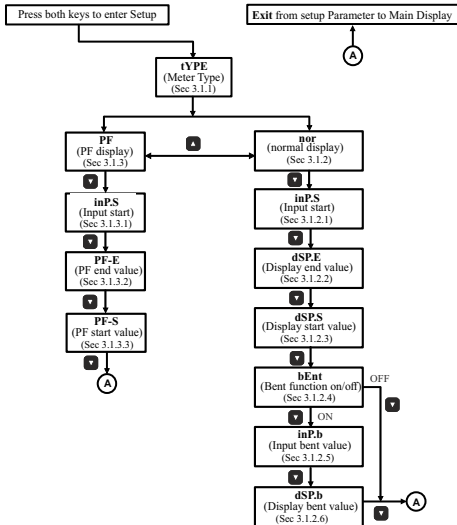 Press both keys to enter Setup
Exit from setup Parameter to Main Display
A
tYPE
(Meter Type)
(Sec 3.1.1)
PF
(PF display)
(Sec 3.1.3)
nor
(normal display)
(Sec 3.1.2)
inP.S
(Input start)
(Sec 3.1.3.1)
inP.S
(Input start)
(Sec 3.1.2.1)
PF-E
(PF end value)
(Sec 3.1.3.2)
dSP.E
(Display end value)
(Sec 3.1.2.2)
PF-S
(PF start value)
(Sec 3.1.3.3)
dSP.S
(Display start value)
(Sec 3.1.2.3)
A
bEnt
(Bent function on/off)
(Sec 3.1.2.4)
OFF
ON
inP.b
(Input bent value)
(Sec 3.1.2.5)
dSP.b
(Display bent value)
(Sec 3.1.2.6)
A